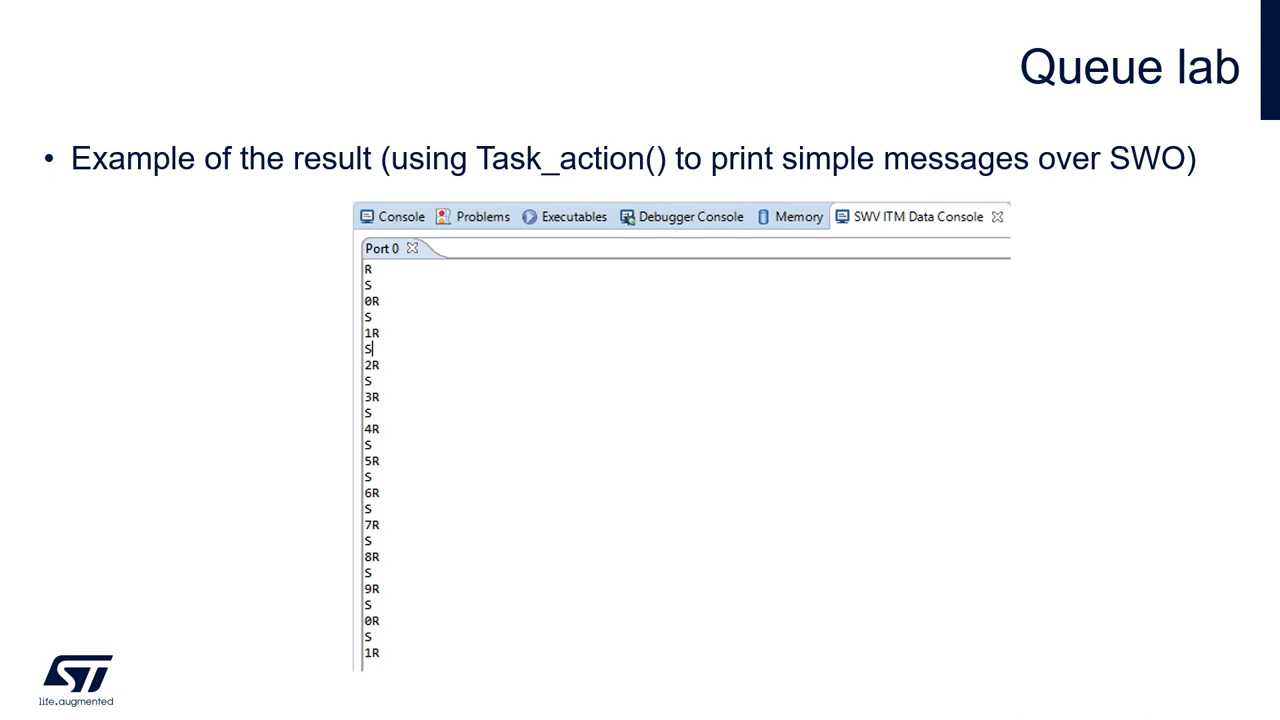 Queue lab
• Example of the result (using Task_action() to print simple messages over SWO)
Console Problems Executables Debugger Console Memory SWV ITM Data Console
Port 0
R
S
0R
S
1R
S
2R
S
3R
S
4R
S
5R
S
6R
S
7R
S
8R
S
9R
S
0R
S
1R
ST
life.augmented